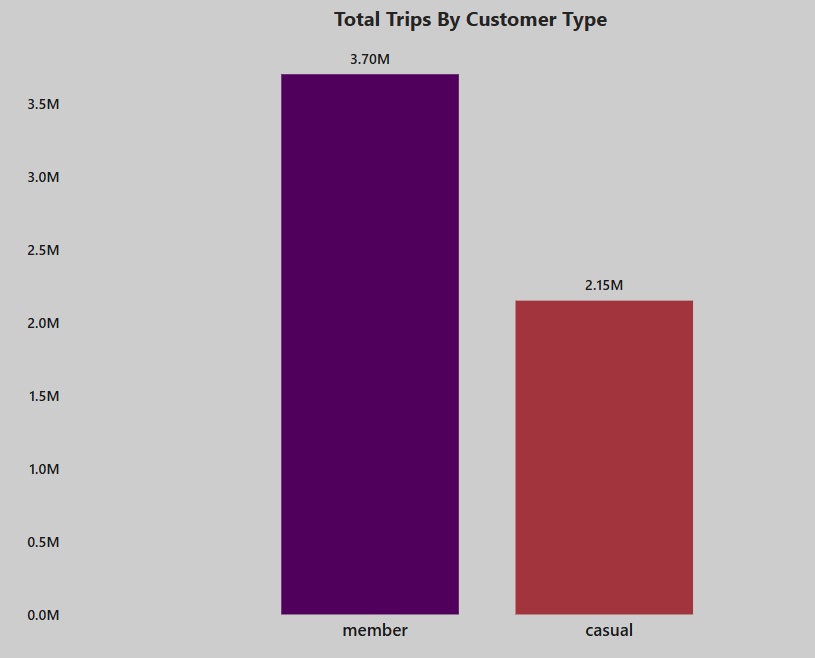 Total Trips By Customer Type
3.70M
3.5M
3.0M
2.5M
2.15M
2.0M
1.5M
1.0M
0.5M
0.0M
member casual